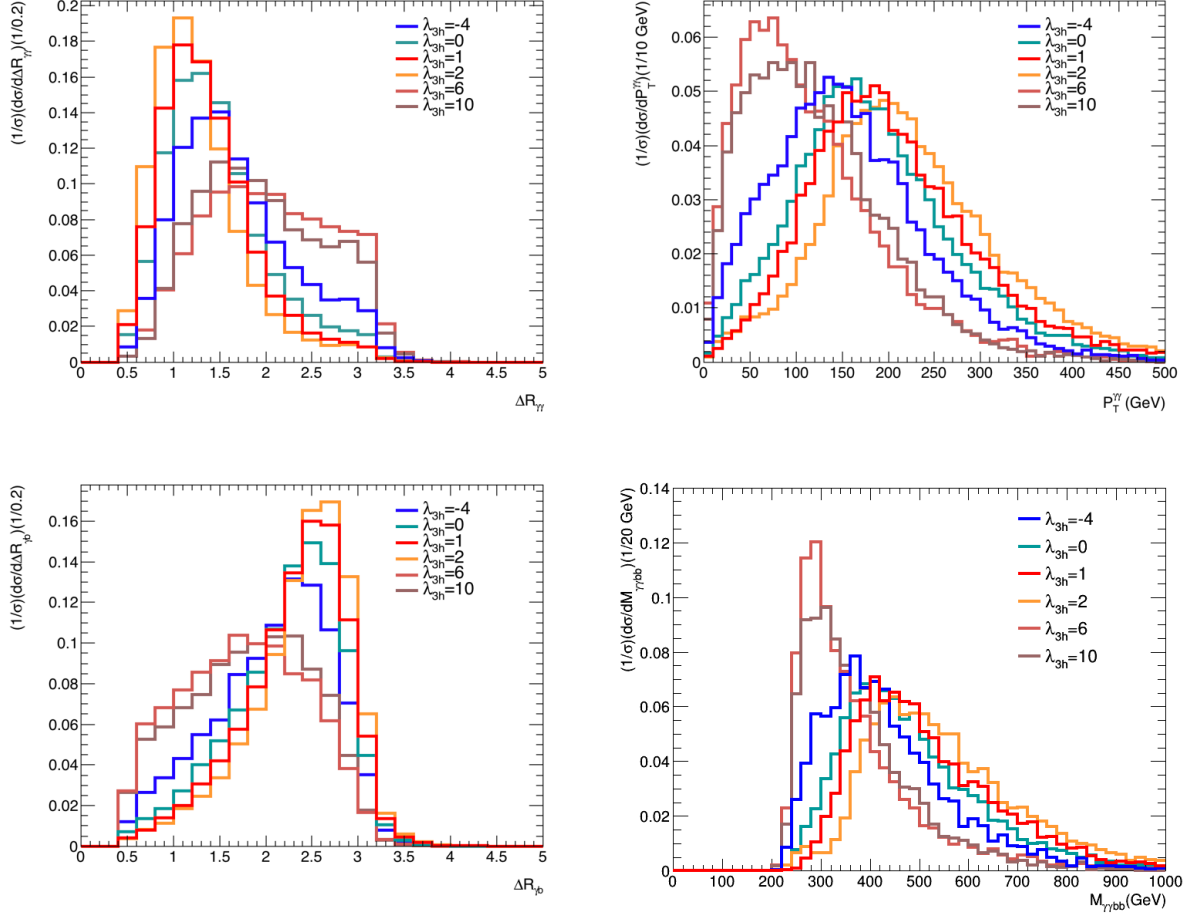 (1/σ)(dσ/dΔR_γγ)(1/0.2)
0.2
0.18
0.16
0.14
0.12
0.1
0.08
0.06
0.04
0.02
0
λ_3h=-4
λ_3h=0
λ_3h=1
λ_3h=2
λ_3h=6
λ_3h=10
0 0.5 1 1.5 2 2.5 3 3.5 4 4.5 5
ΔR_γγ
(1/σ)(dσ/dP_T^γγ)(1/10 GeV)
0.06
0.05
0.04
0.03
0.02
0.01
0
λ_3h=-4
λ_3h=0
λ_3h=1
λ_3h=2
λ_3h=6
λ_3h=10
0 50 100 150 200 250 300 350 400 450 500
P_T^γγ (GeV)
(1/σ)(dσ/dΔR_γb)(1/0.2)
0.16
0.14
0.12
0.1
0.08
0.06
0.04
0.02
0
λ_3h=-4
λ_3h=0
λ_3h=1
λ_3h=2
λ_3h=6
λ_3h=10
0 0.5 1 1.5 2 2.5 3 3.5 4 4.5 5
ΔR_γb
(1/σ)(dσ/dM_γγbb)(1/20 GeV)
0.14
0.12
0.1
0.08
0.06
0.04
0.02
0
λ_3h=-4
λ_3h=0
λ_3h=1
λ_3h=2
λ_3h=6
λ_3h=10
0 100 200 300 400 500 600 700 800 900 1000
M_γγbb(GeV)